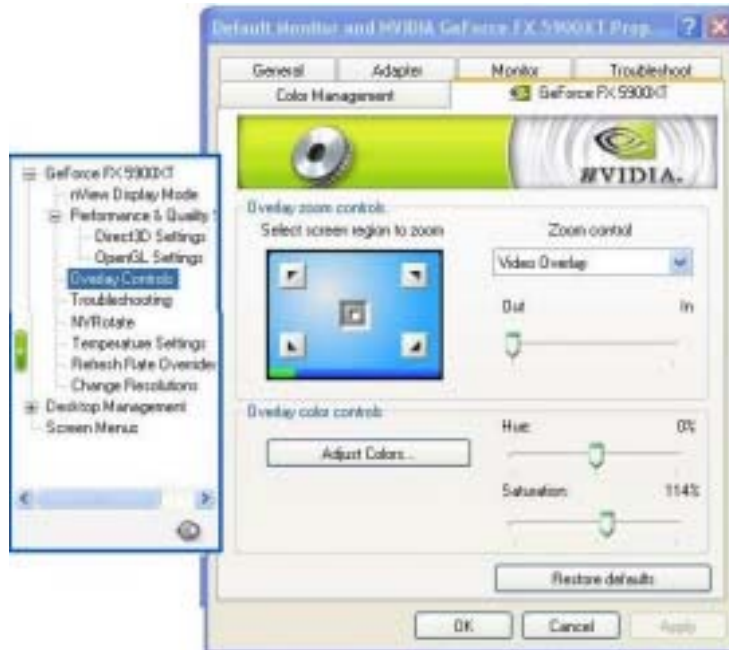 Default Monitor and NVIDIA GeForce FX 5900XT Prop...
General Adapter Monitor Troubleshoot
Color Management GeForce FX 5900XT
NVIDIA.
GeForce FX 5900XT
nView Display Mode
Performance & Quality
Direct3D Settings
OpenGL Settings
Overlay Controls
Troubleshooting
NVRotate
Temperature Settings
Refresh Rate Overrides
Change Resolutions
Desktop Management
Screen Menus
Overlay zoom controls
Select screen region to zoom
Zoom control
Video Overlay
Out In
Overlay color controls
Adjust Colors...
Hue: 0%
Saturation: 114%
Restore defaults
OK Cancel Apply